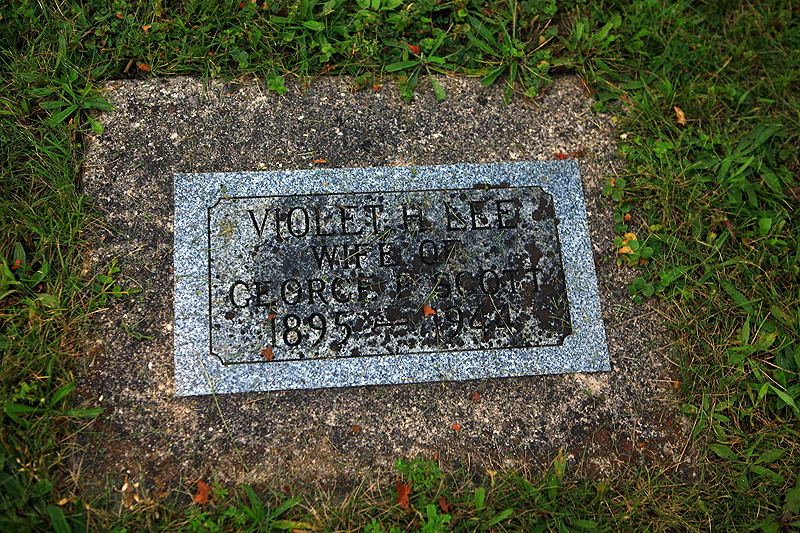 VIOLET H. LEE
WIFE OF
GEORGE D. SCOTT
1895 — 1944